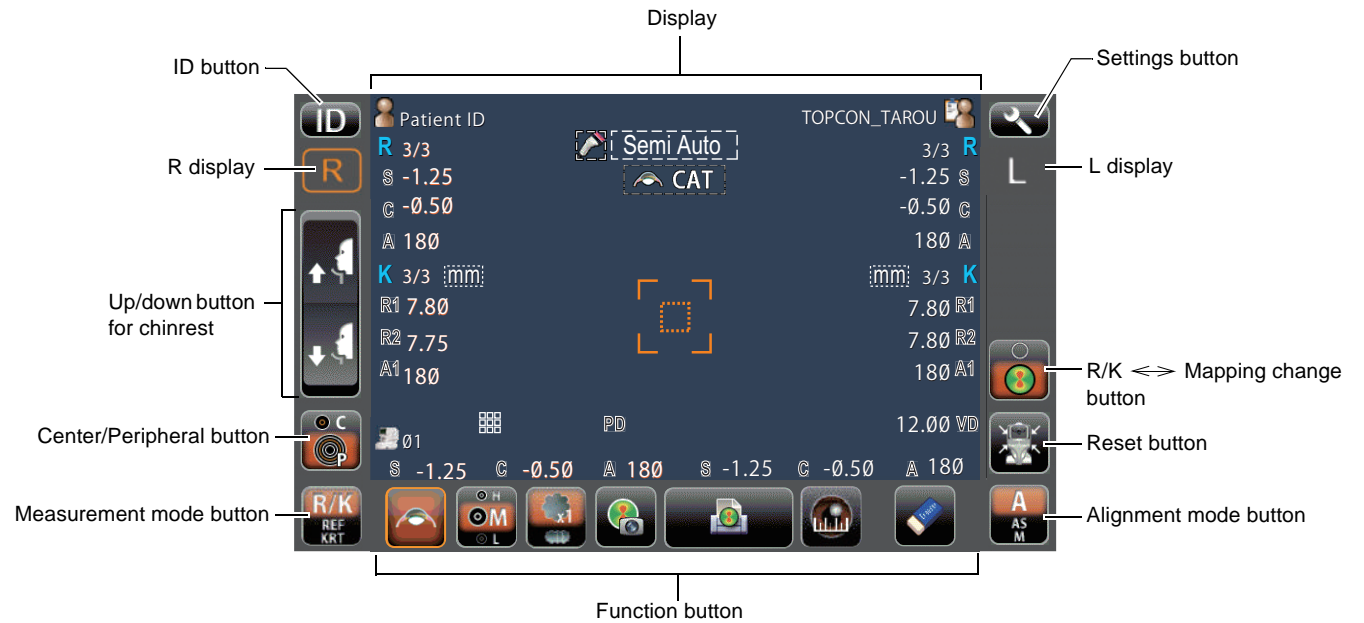 Display
ID button
Settings button
ID
Patient ID
TOPCON_TAROU
R 3/3
Semi Auto
3/3 R
R display
R
L
L display
S -1.25
CAT
-1.25 S
C -0.50
-0.50 C
A 180
180 A
K 3/3 mm
mm 3/3 K
Up/down button
for chinrest
R1 7.80
7.80 R1
R2 7.75
7.80 R2
A1 180
180 A1
R/K <=> Mapping change
button
Center/Peripheral button
C
P
01
PD
12.00 VD
Reset button
S -1.25 C -0.50 A 180 S -1.25 C -0.50 A 180
Measurement mode button
R/K
REF
KRT
H
M
L
x1
Erase
A
AS
M
Alignment mode button
Function button